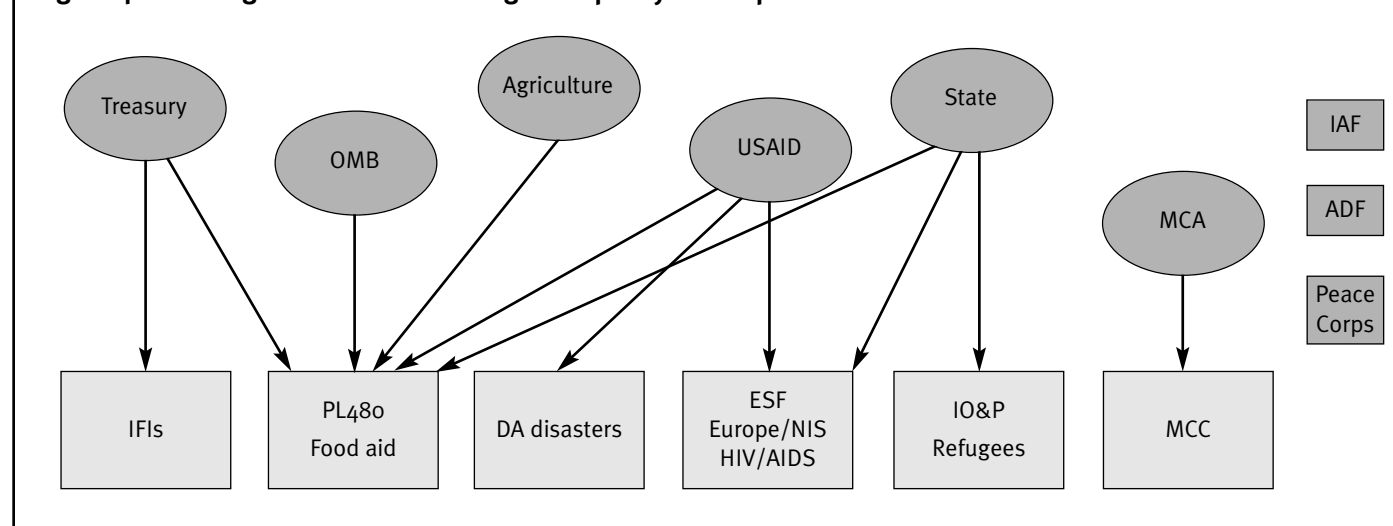 Treasury
OMB
Agriculture
USAID
State
MCA
IAF
ADF
Peace
Corps
IFIs
PL480
Food aid
DA disasters
ESF
Europe/NIS
HIV/AIDS
IO&P
Refugees
MCC